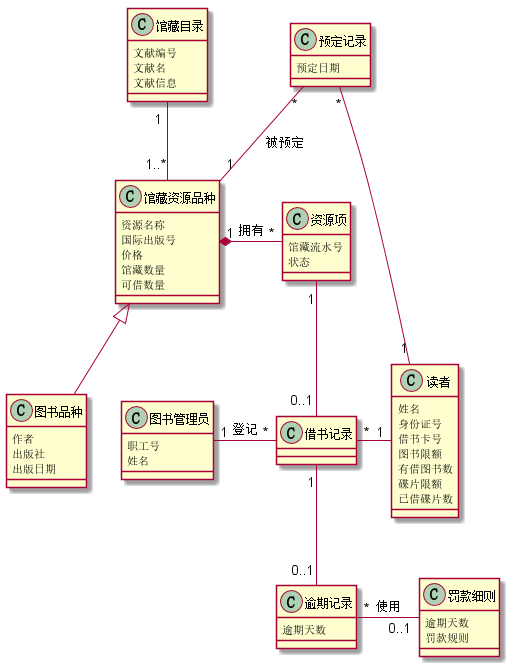 C 馆藏目录
文献编号
文献名
文献信息
C 预定记录
预定日期
1
1..*
*
*
被预定
1
C 馆藏资源品种
资源名称
国际出版号
价格
馆藏数量
可借数量
1 拥有 *
C 资源项
馆藏流水号
状态
1
0..1
1
C 图书品种
作者
出版社
出版日期
C 图书管理员
职工号
姓名
1 登记 *
C 借书记录
* 1
C 读者
姓名
身份证号
借书卡号
图书限额
有借图书数
碟片限额
已借碟片数
1
0..1
C 逾期记录
逾期天数
* 使用
0..1
C 罚款细则
逾期天数
罚款规则